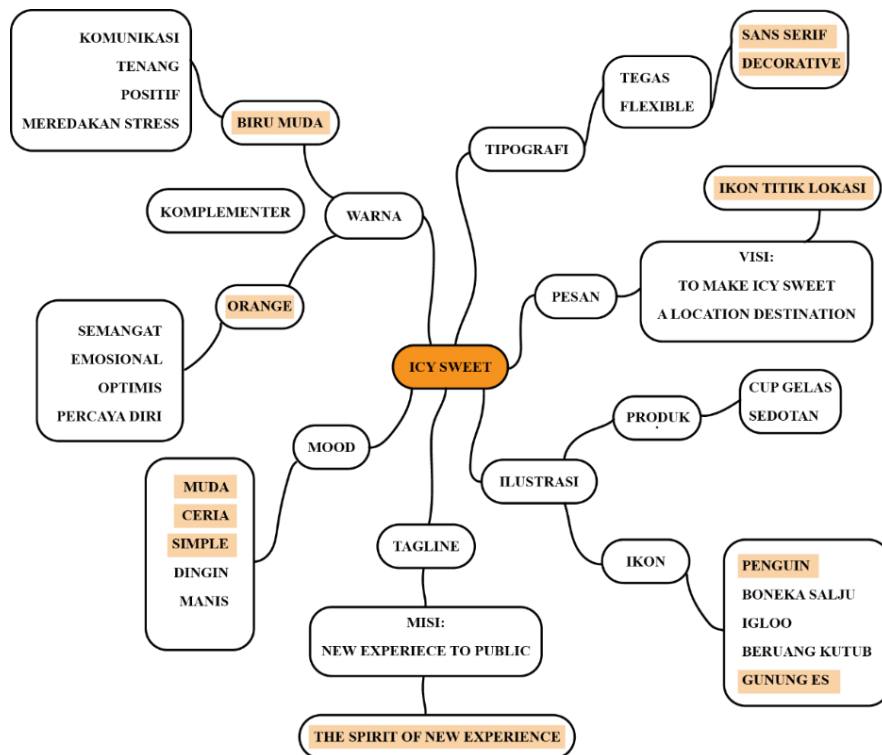 KOMUNIKASI
TENANG
POSITIF
MEREDAKAN STRESS
BIRU MUDA
KOMPLEMENTER
WARNA
ORANGE
SEMANGAT
EMOSIONAL
OPTIMIS
PERCAYA DIRI
SANS SERIF
DECORATIVE
TEGAS
FLEXIBLE
TIPOGRAFI
IKON TITIK LOKASI
VISI:
TO MAKE ICY SWEET
A LOCATION DESTINATION
PESAN
ICY SWEET
MOOD
MUDA
CERIA
SIMPLE
DINGIN
MANIS
TAGLINE
MISI:
NEW EXPERIECE TO PUBLIC
THE SPIRIT OF NEW EXPERIENCE
ILUSTRASI
PRODUK
CUP GELAS
SEDOTAN
IKON
PENGUIN
BONEKA SALJU
IGLOO
BERUANG KUTUB
GUNUNG ES